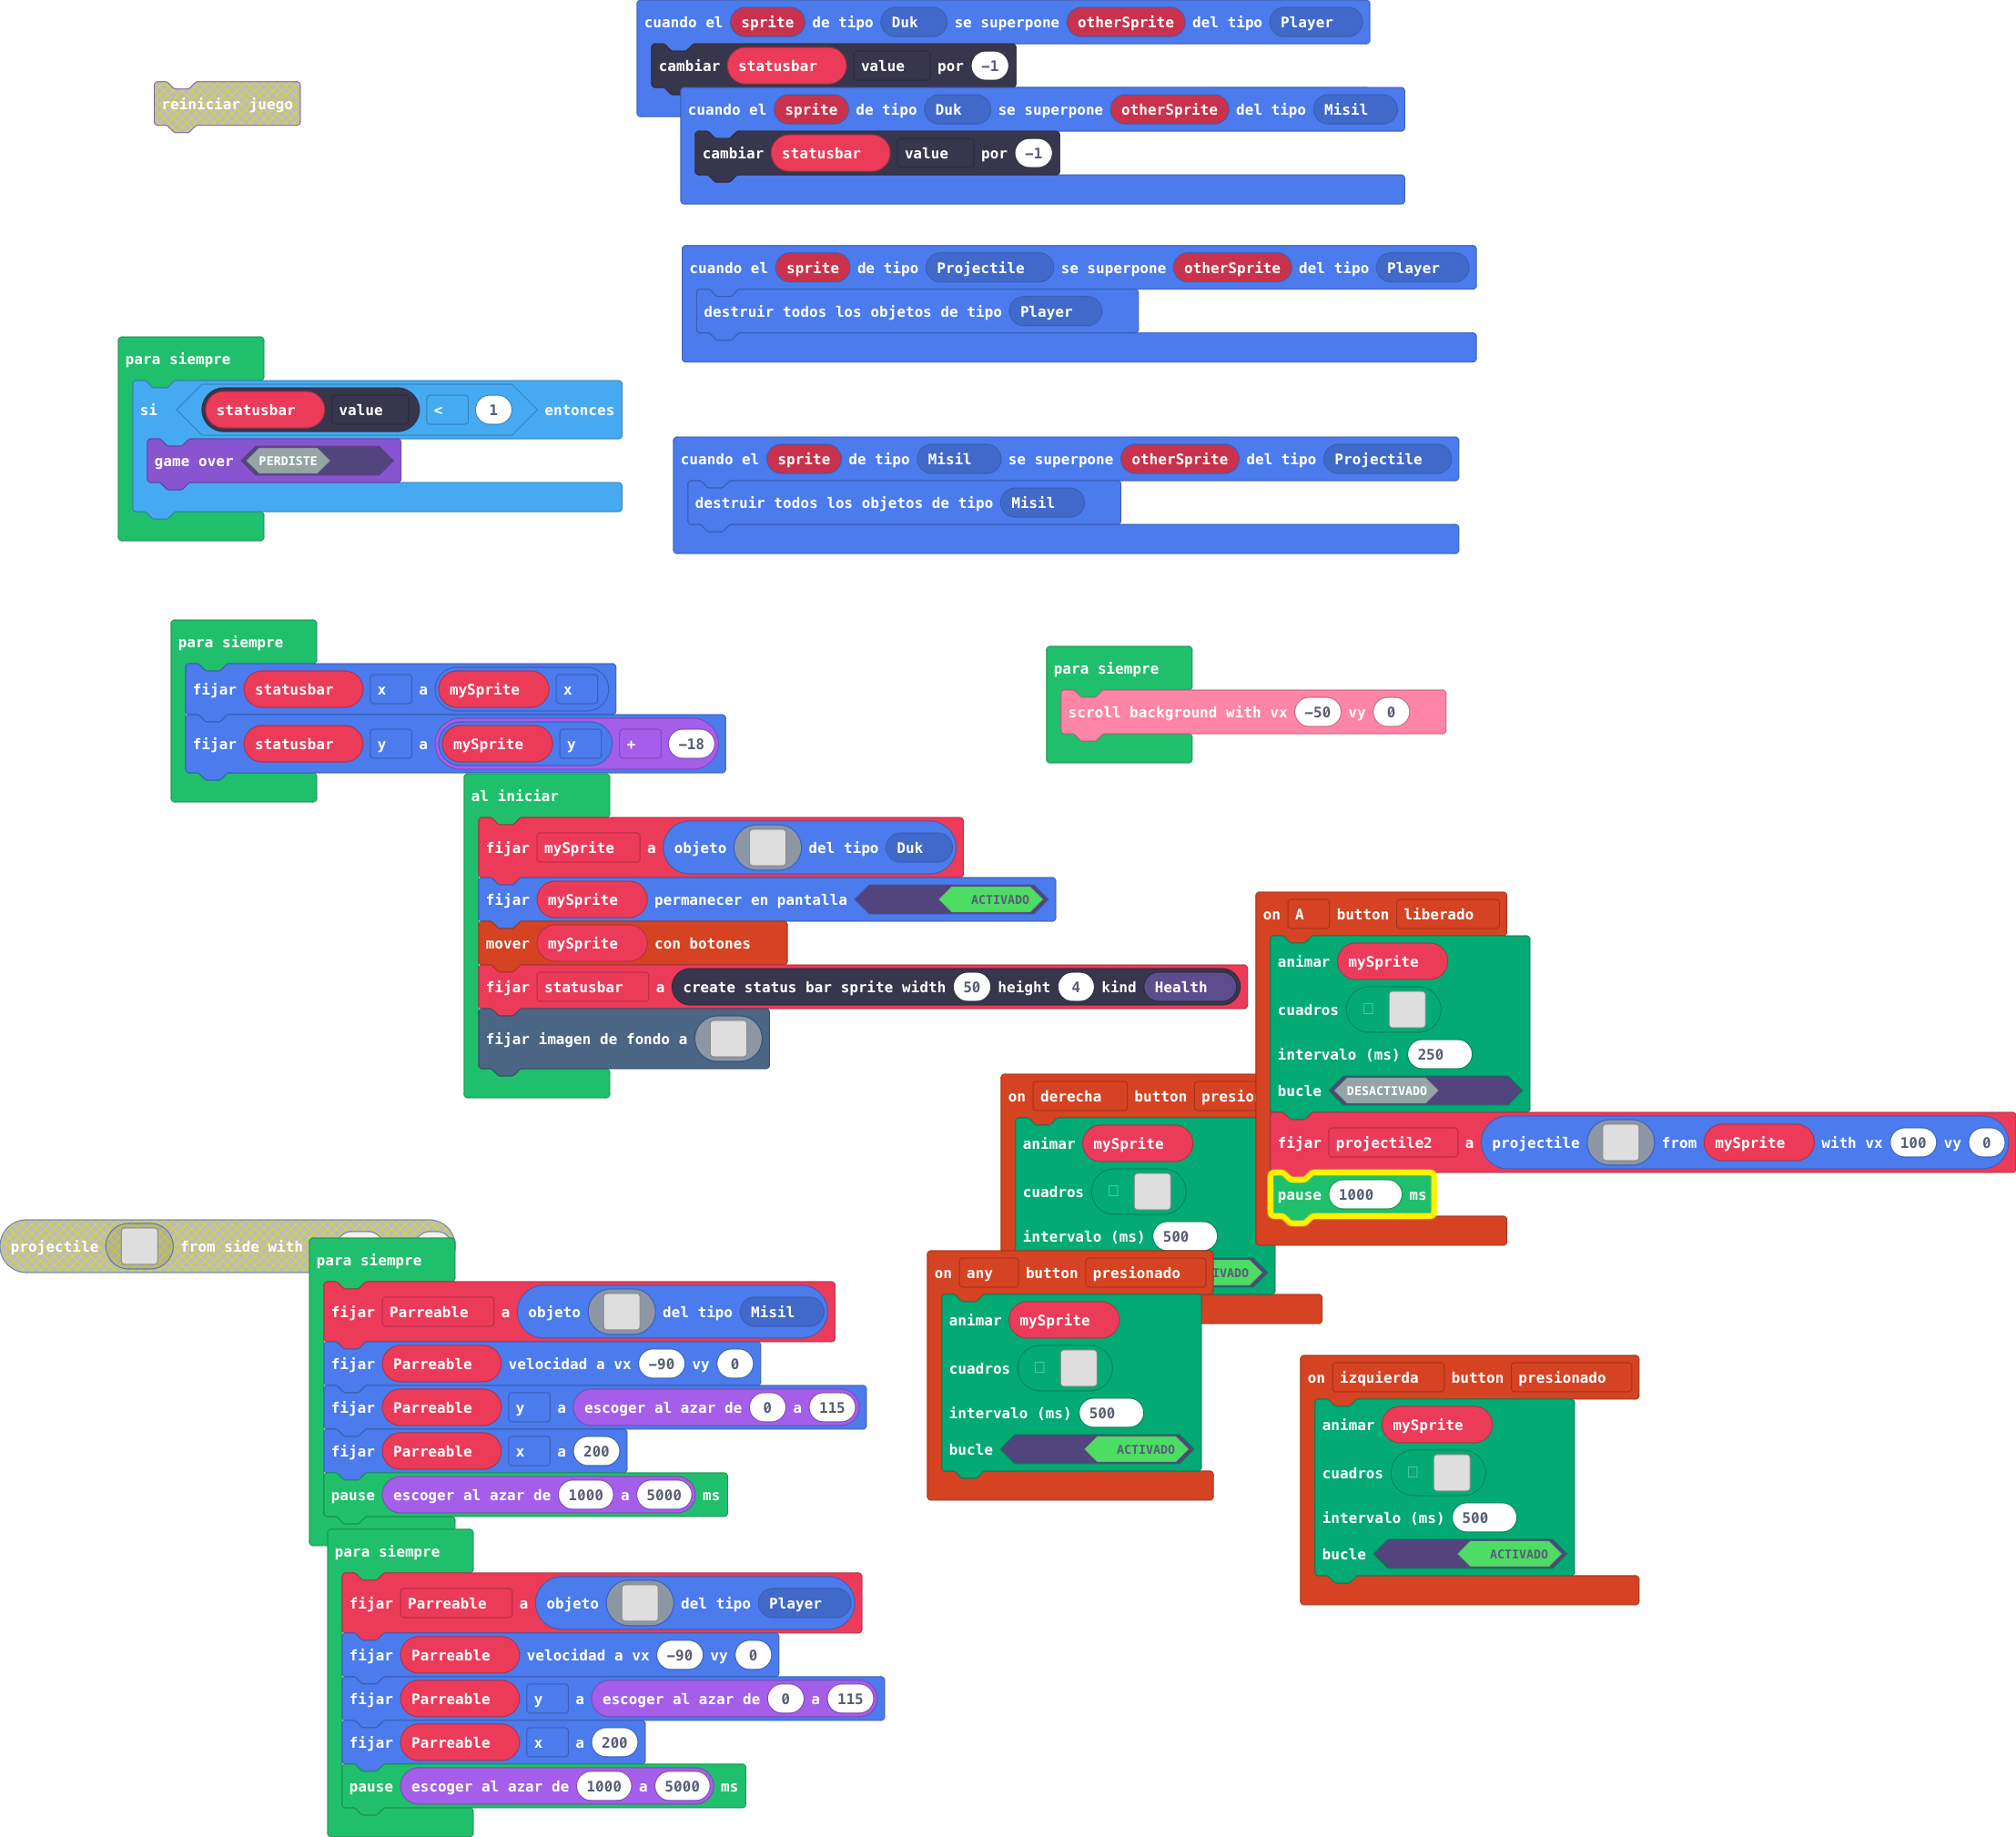 cuando el sprite de tipo Duk se superpone otherSprite del tipo Player
cambiar statusbar value por -1
reiniciar juego
cuando el sprite de tipo Duk se superpone otherSprite del tipo Misil
cambiar statusbar value por -1
cuando el sprite de tipo Projectile se superpone otherSprite del tipo Player
destruir todos los objetos de tipo Player
para siempre
si statusbar value < 1 entonces
game over PERDISTE
cuando el sprite de tipo Misil se superpone otherSprite del tipo Projectile
destruir todos los objetos de tipo Misil
para siempre
fijar statusbar x a mySprite x
fijar statusbar y a mySprite y + -18
para siempre
scroll background with vx -50 vy 0
al iniciar
fijar mySprite a objeto del tipo Duk
fijar mySprite permanecer en pantalla ACTIVADO
mover mySprite con botones
fijar statusbar a create status bar sprite width 50 height 4 kind Health
fijar imagen de fondo a
on A button liberado
animar mySprite
cuadros
intervalo (ms) 250
bucle DESACTIVADO
fijar projectile2 a projectile from mySprite with vx 100 vy 0
pause 1000 ms
on derecha button presio
animar mySprite
cuadros
intervalo (ms) 500
IVADO
on any button presionado
animar mySprite
cuadros
intervalo (ms) 500
bucle ACTIVADO
on izquierda button presionado
animar mySprite
cuadros
intervalo (ms) 500
bucle ACTIVADO
projectile from side with
para siempre
fijar Parreable a objeto del tipo Misil
fijar Parreable velocidad a vx -90 vy 0
fijar Parreable y a escoger al azar de 0 a 115
fijar Parreable x a 200
pause escoger al azar de 1000 a 5000 ms
para siempre
fijar Parreable a objeto del tipo Player
fijar Parreable velocidad a vx -90 vy 0
fijar Parreable y a escoger al azar de 0 a 115
fijar Parreable x a 200
pause escoger al azar de 1000 a 5000 ms